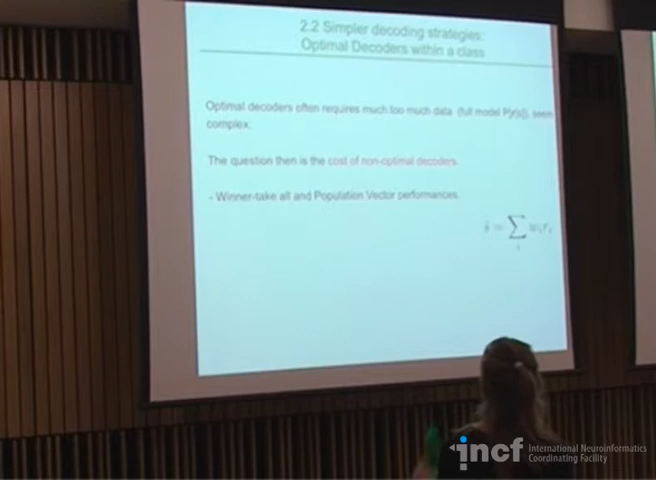 2.2 Simpler decoding strategies:
Optimal Decoders within a class
Optimal decoders often requires much too much data (full model P(r|s)), seem
complex.
The question then is the cost of non-optimal decoders.
- Winner-take all and Population Vector performances.
ŝ = ∑ wᵢrᵢ
i
incf International Neuroinformatics
Coordinating Facility